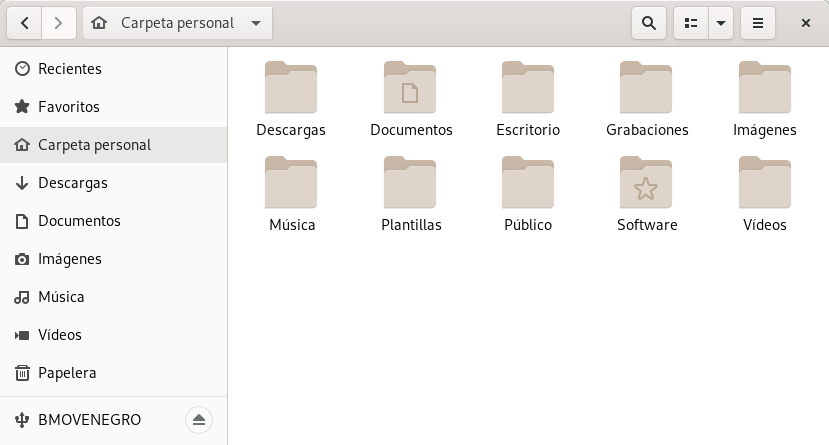 Carpeta personal
Recientes
Favoritos
Carpeta personal
Descargas
Documentos
Imágenes
Música
Vídeos
Papelera
BMOVENEGRO
Descargas
Documentos
Escritorio
Grabaciones
Imágenes
Música
Plantillas
Público
Software
Vídeos